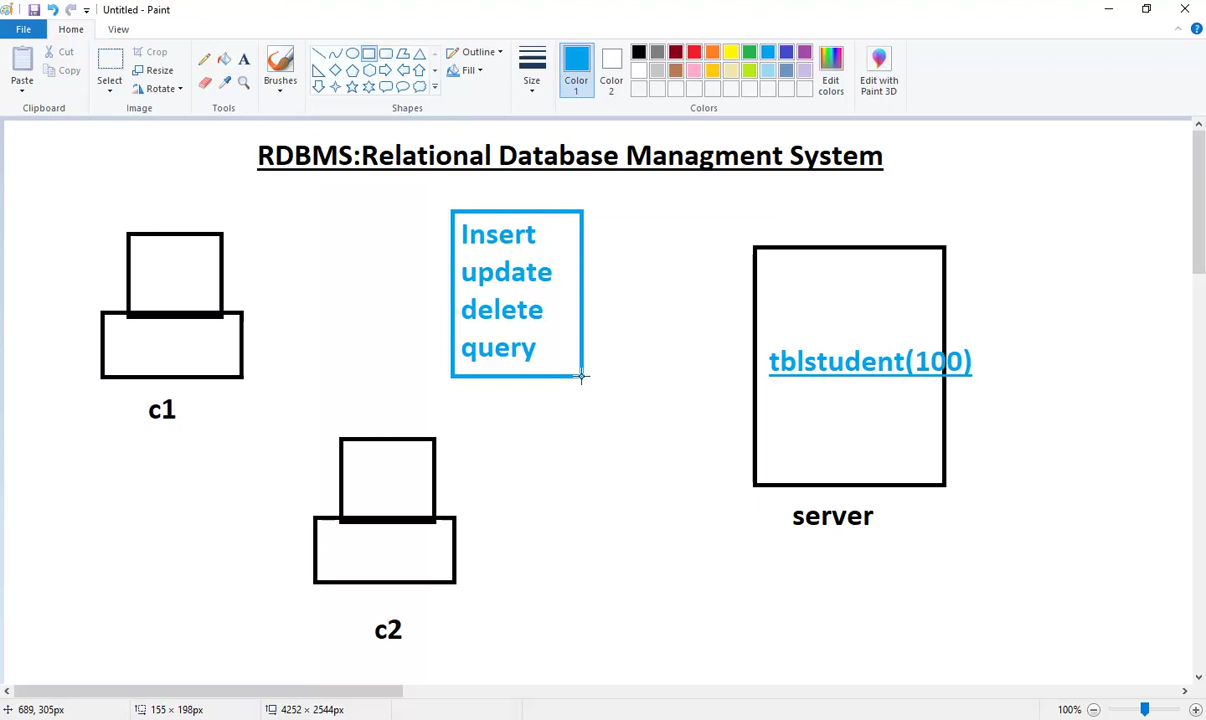 Untitled - Paint
File
Home
View
Paste
Cut
Copy
Clipboard
Select
Crop
Resize
Rotate
Image
A
Tools
Brushes
Shapes
Outline
Fill
Size
Color 1
Color 2
Edit colors
Colors
Edit with Paint 3D
RDBMS:Relational Database Managment System
Insert
update
delete
query
tblstudent(100)
c1
server
c2
689, 305px
155 × 198px
4252 × 2544px
100%